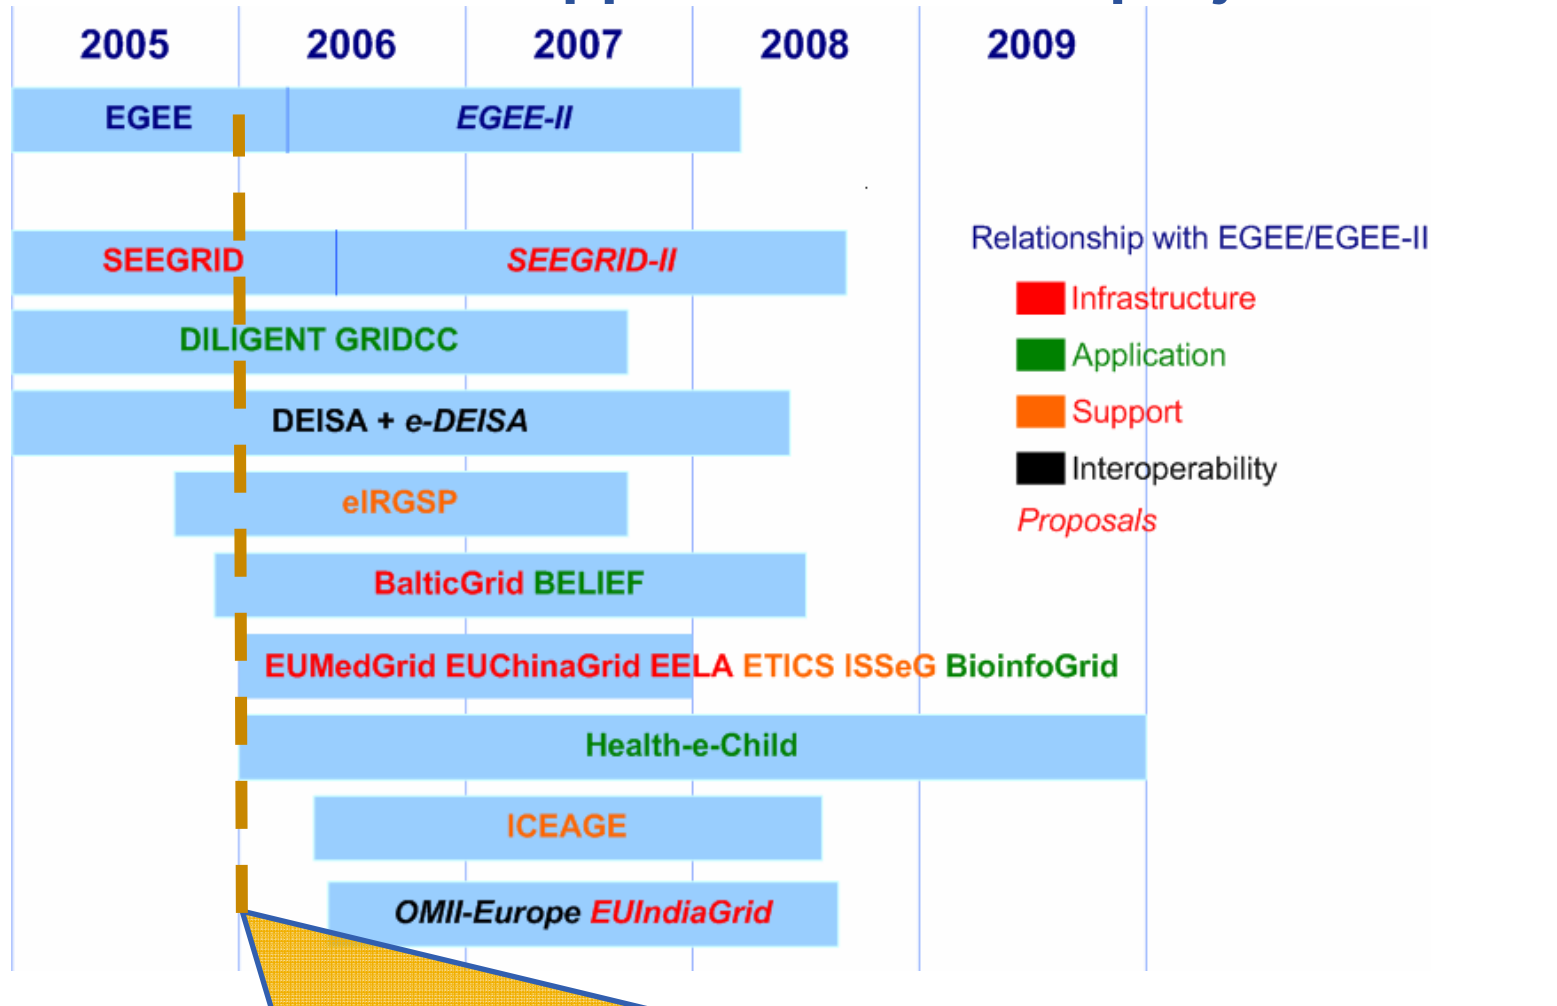 2005 2006 2007 2008 2009
EGEE EGEE-II
SEEGRID SEEGRID-II
Relationship with EGEE/EGEE-II
Infrastructure
DILIGENT GRIDCC
Application
DEISA + e-DEISA
Support
Interoperability
eIRGSP
Proposals
BalticGrid BELIEF
EUMedGrid EUChinaGrid EELA ETICS ISSeG BioinfoGrid
Health-e-Child
ICEAGE
OMII-Europe EUIndiaGrid